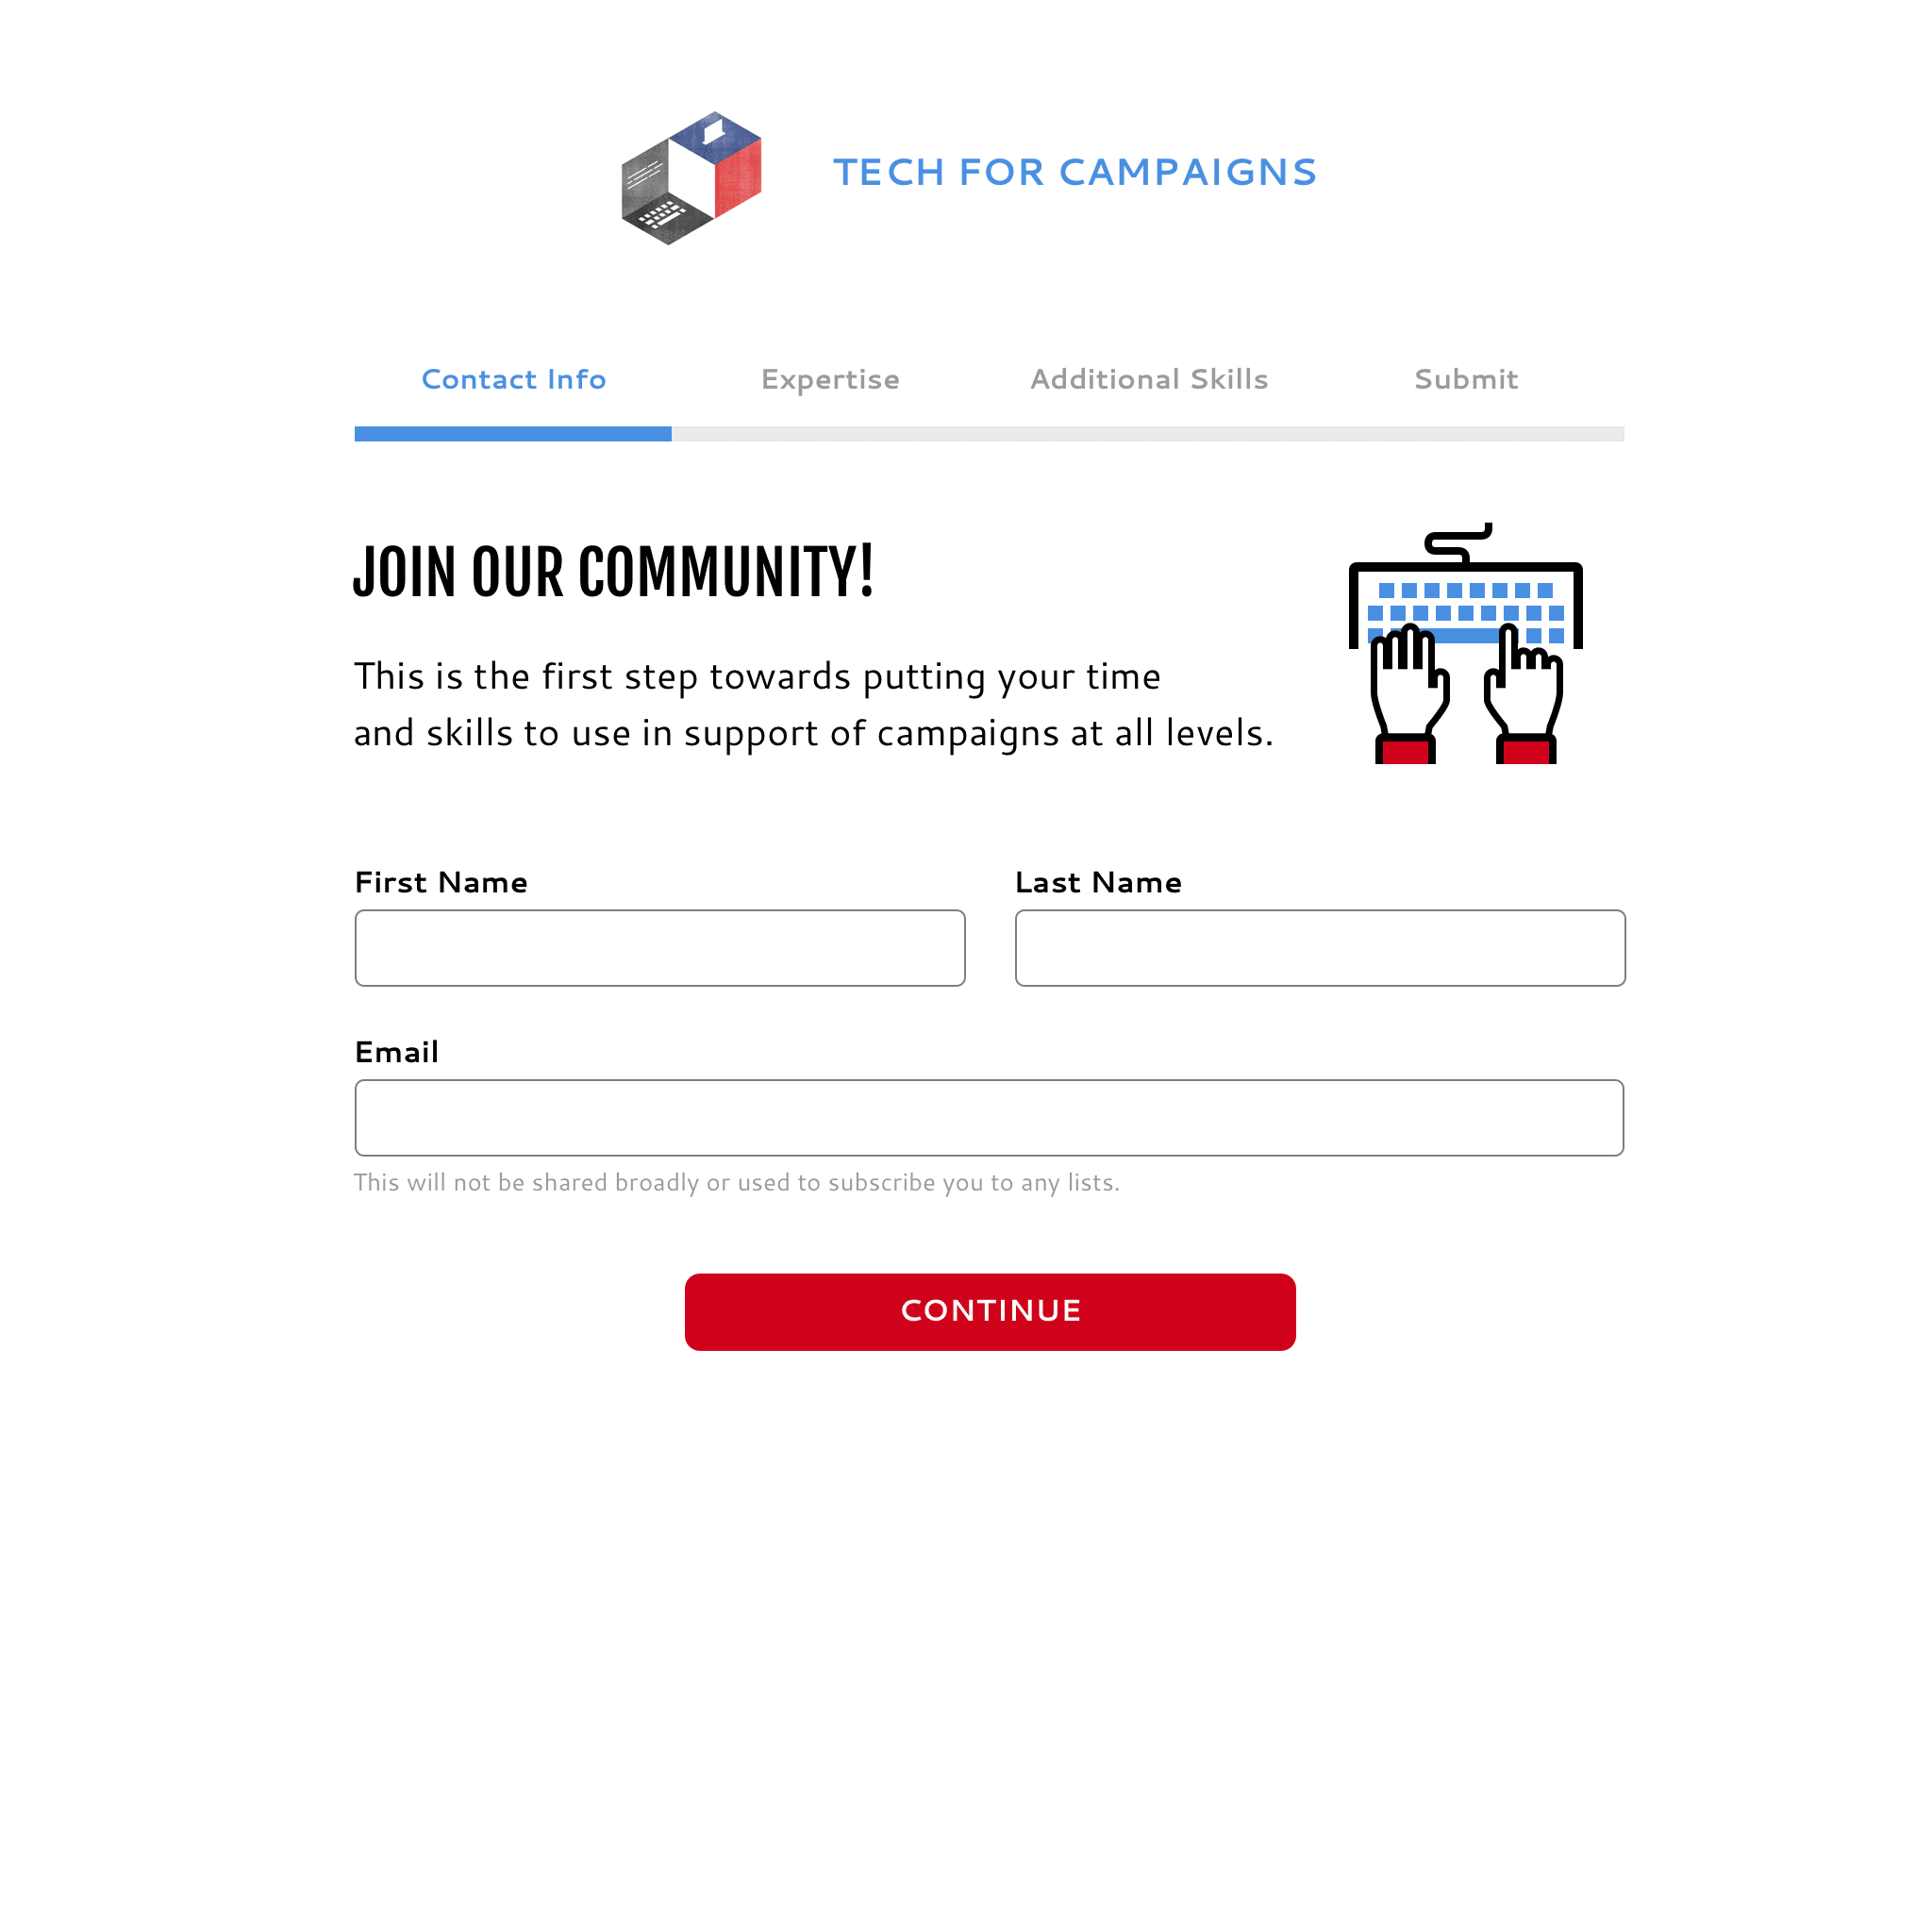 TECH FOR CAMPAIGNS
Contact Info Expertise Additional Skills Submit
JOIN OUR COMMUNITY!
This is the first step towards putting your time
and skills to use in support of campaigns at all levels.
First Name Last Name
Email
This will not be shared broadly or used to subscribe you to any lists.
CONTINUE